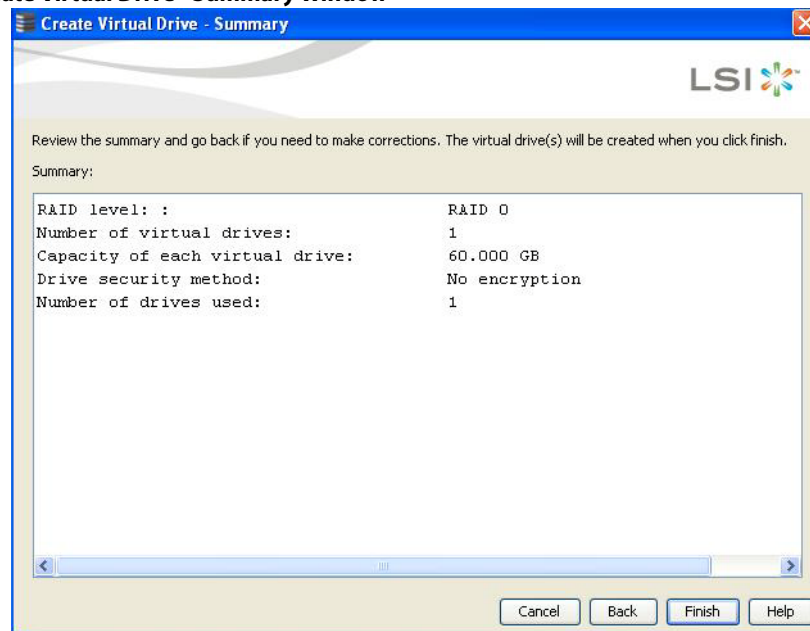 Create Virtual Drive - Summary
LSI
Review the summary and go back if you need to make corrections. The virtual drive(s) will be created when you click finish.
Summary:
RAID level: : RAID 0
Number of virtual drives: 1
Capacity of each virtual drive: 60.000 GB
Drive security method: No encryption
Number of drives used: 1
Cancel Back Finish Help